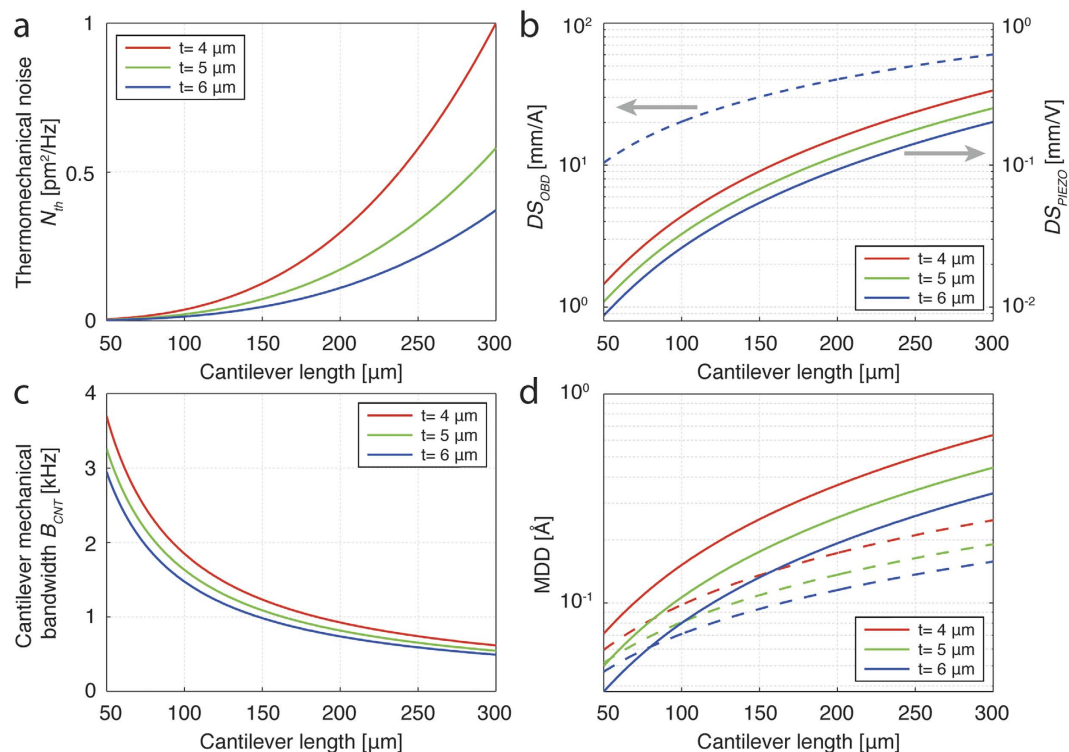 a
Thermomechanical noise
N_th [pm²/Hz]
1
0.5
0
t= 4 µm
t= 5 µm
t= 6 µm
50 100 150 200 250 300
Cantilever length [µm]
b
DS_OBD [mm/A]
10² 10¹ 10⁰
DS_PIEZO [mm/V]
10⁰ 10⁻¹ 10⁻²
t= 4 µm
t= 5 µm
t= 6 µm
50 100 150 200 250 300
Cantilever length [µm]
c
Cantilever mechanical
bandwidth B_CNT [kHz]
4
3
2
1
0
t= 4 µm
t= 5 µm
t= 6 µm
50 100 150 200 250 300
Cantilever length [µm]
d
MDD [Å]
10⁰
10⁻¹
t= 4 µm
t= 5 µm
t= 6 µm
50 100 150 200 250 300
Cantilever length [µm]